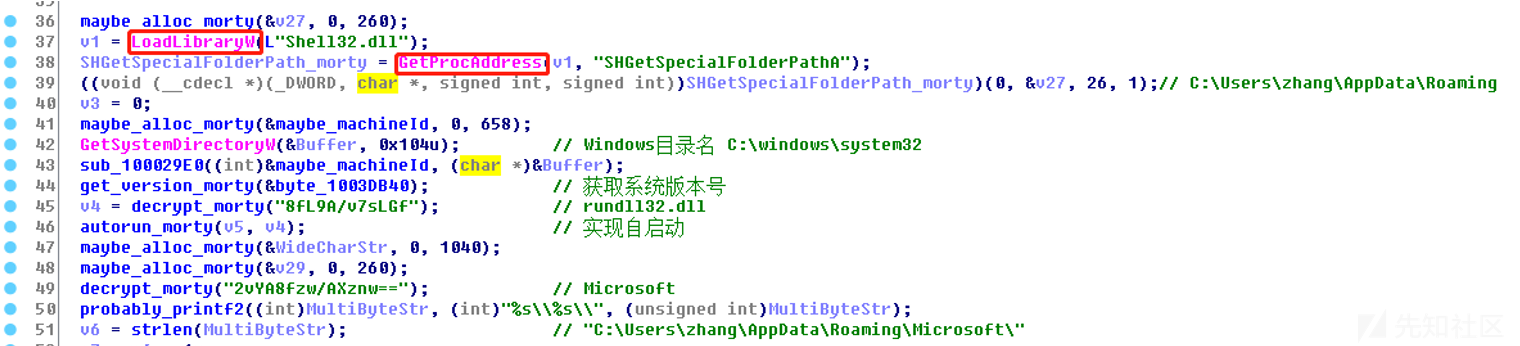 36 maybe_alloc_morty(&v27, 0, 260);
37 v1 = LoadLibraryW(L"Shell32.dll");
38 SHGetSpecialFolderPath_morty = GetProcAddress(v1, "SHGetSpecialFolderPathA");
39 ((void (__cdecl *)(_DWORD, char *, signed int, signed int))SHGetSpecialFolderPath_morty)(0, &v27, 26, 1);// C:\Users\zhang\AppData\Roaming
40 v3 = 0;
41 maybe_alloc_morty(&maybe_machineId, 0, 658);
42 GetSystemDirectoryW(&Buffer, 0x104u); // Windows目录名 C:\windows\system32
43 sub_100029E0((int)&maybe_machineId, (char *)&Buffer);
44 get_version_morty(&byte_1003DB40); // 获取系统版本号
45 v4 = decrypt_morty("8fL9A/v7sLGf"); // rundll32.dll
46 autorun_morty(v5, v4); // 实现自启动
47 maybe_alloc_morty(&WideCharStr, 0, 1040);
48 maybe_alloc_morty(&v29, 0, 260);
49 decrypt_morty("2vYA8fzw/AXznw=="); // Microsoft
50 probably_printf2((int)MultiByteStr, (int)"%s\\%s\\", (unsigned int)MultiByteStr);
51 v6 = strlen(MultiByteStr); // "C:\Users\zhang\AppData\Roaming\Microsoft\"
先知社区